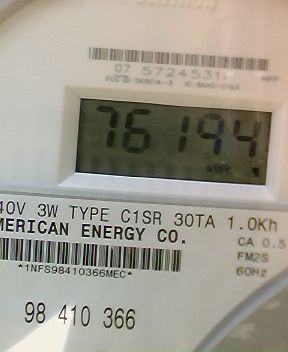 07 5724531
76194
kWh
40V 3W TYPE C1SR 30TA 1.0Kh
MERICAN ENERGY CO.
CA 0.5
FM2S
60Hz
*1NFS98410366MEC*
98 410 366